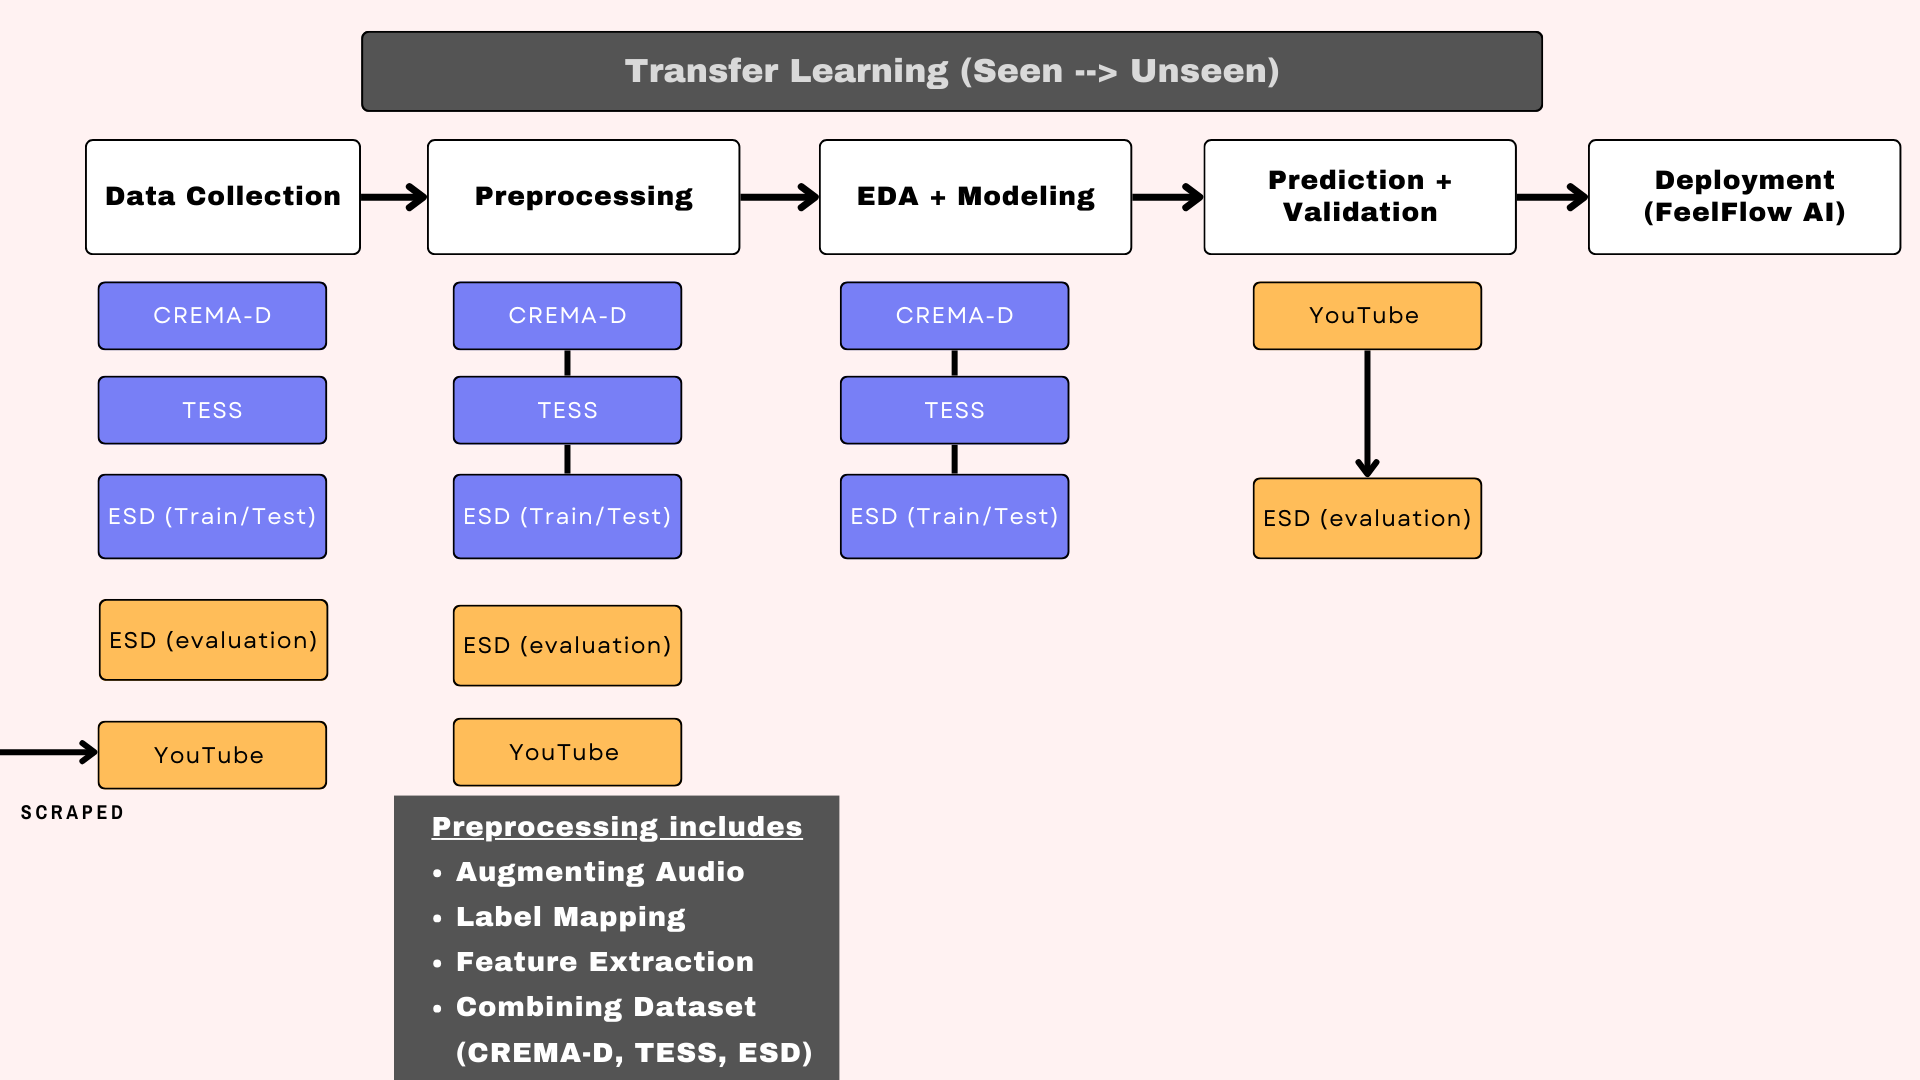 Transfer Learning (Seen --> Unseen)
Data Collection
Preprocessing
EDA + Modeling
Prediction +
Validation
Deployment
(FeelFlow AI)
CREMA-D
TESS
ESD (Train/Test)
ESD (evaluation)
YouTube
SCRAPED
CREMA-D
TESS
ESD (Train/Test)
ESD (evaluation)
YouTube
Preprocessing includes
• Augmenting Audio
• Label Mapping
• Feature Extraction
• Combining Dataset
(CREMA-D, TESS, ESD)
CREMA-D
TESS
ESD (Train/Test)
YouTube
ESD (evaluation)